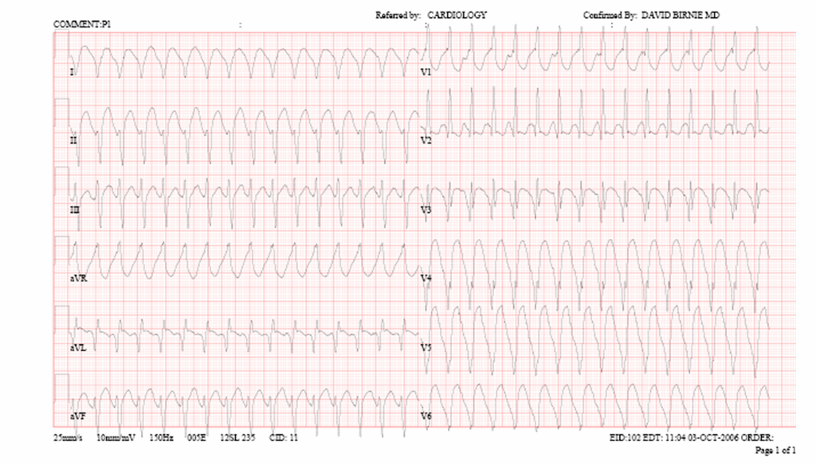 Referred by: CARDIOLOGY Confirmed By: DAVID BIRNIE MD
COMMENT:P1 : : :
I V1
II V2
III V3
aVR V4
aVL V5
aVF V6
25mm/s 10mm/mV 150Hz 005E 12SL 235 CID: 11 EID:102 EDT: 11:04 03-OCT-2006 ORDER:
Page 1 of 1